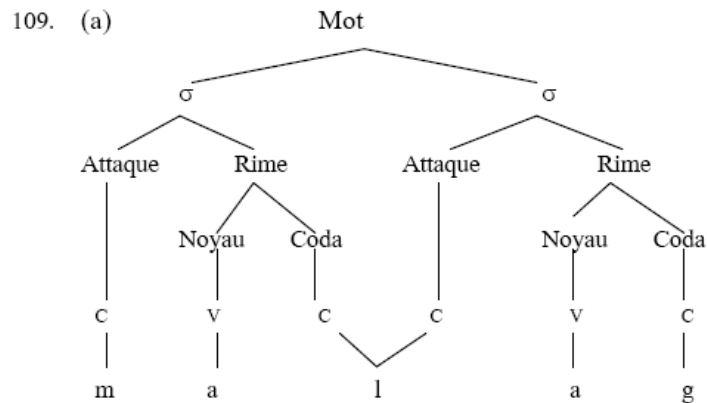 109. (a) Mot
σ σ
Attaque Rime Attaque Rime
Noyau Coda Noyau Coda
C V C C V C
m a l a g